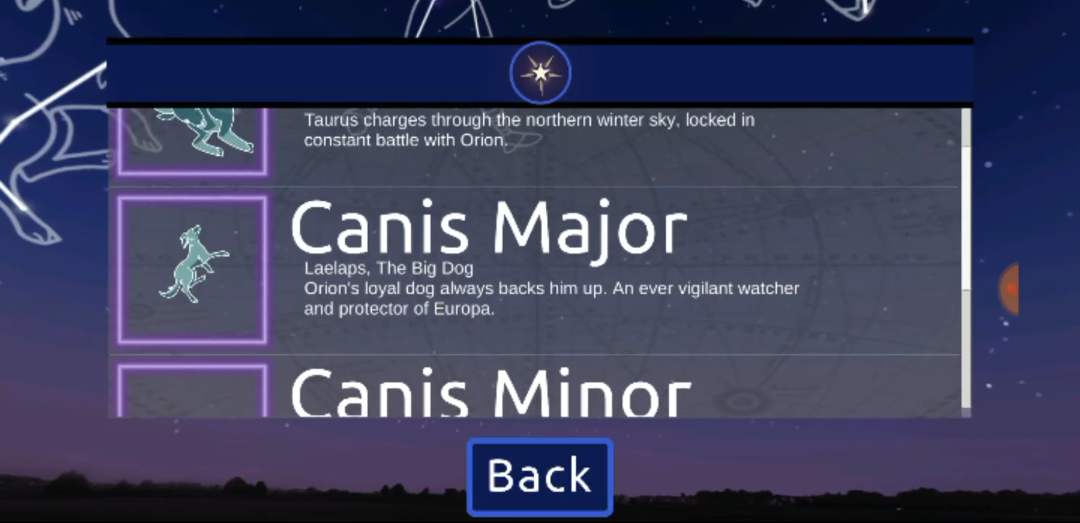 Taurus charges through the northern winter sky, locked in
constant battle with Orion.
Canis Major
Laelaps, The Big Dog
Orion's loyal dog always backs him up. An ever vigilant watcher
and protector of Europa.
Canis Minor
Back